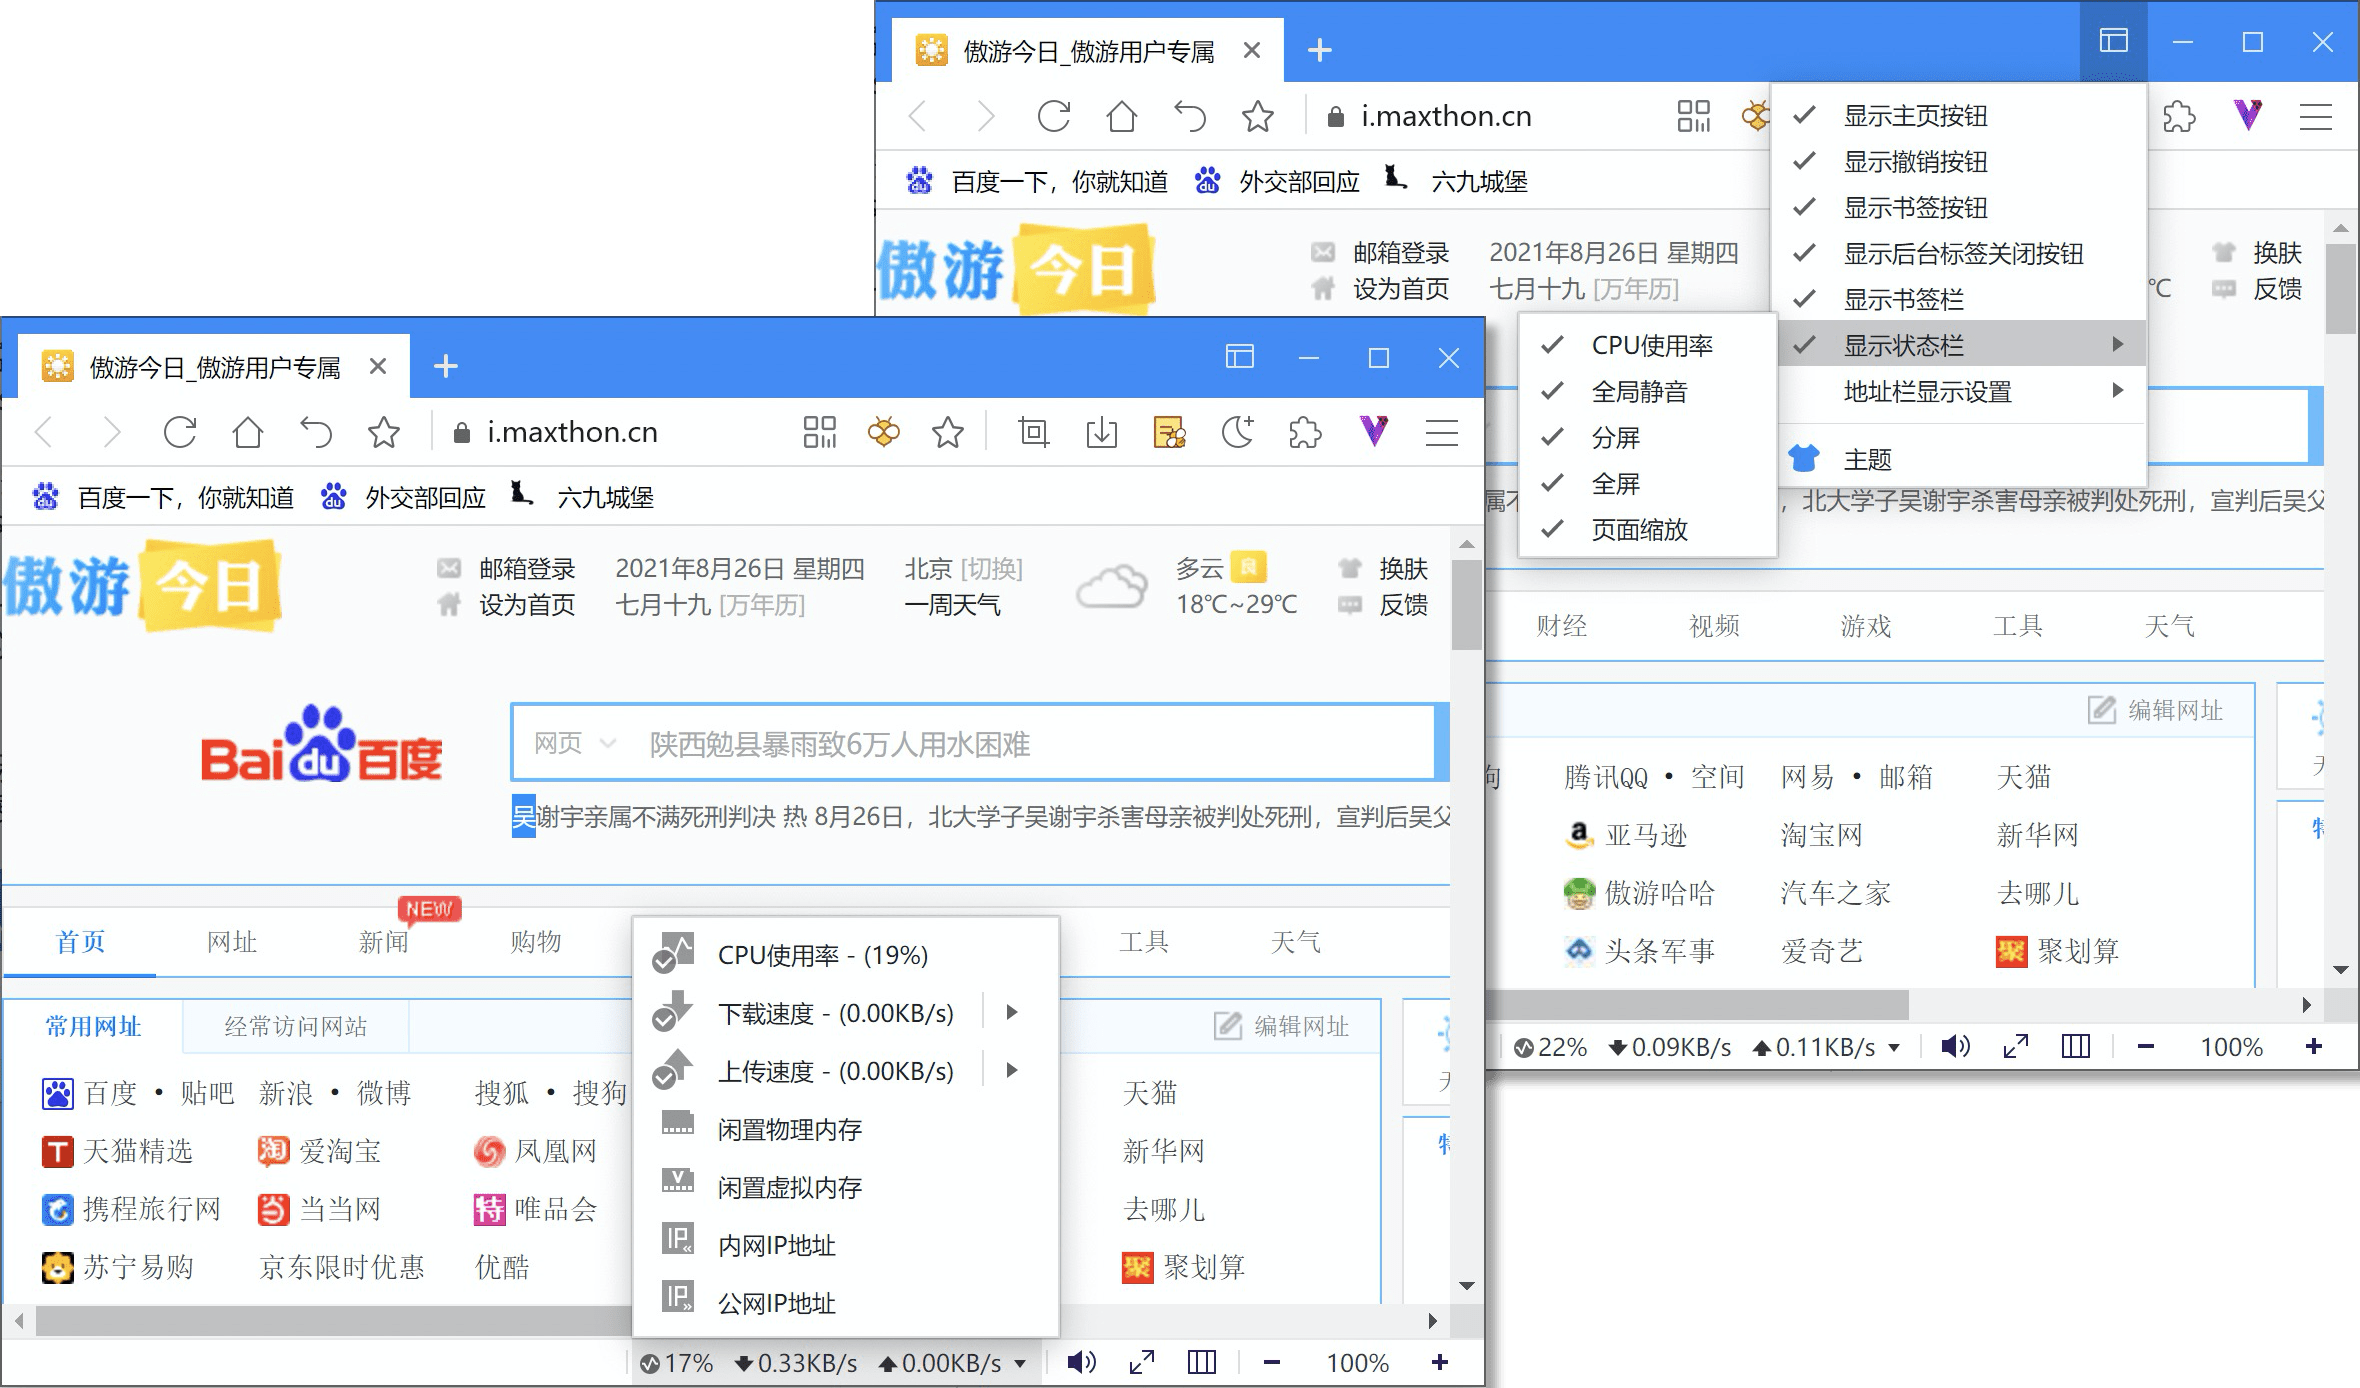 傲游今日_傲游用户专属
i.maxthon.cn
百度一下，你就知道 外交部回应 六九城堡
傲游 今日
邮箱登录 2021年8月26日 星期四
设为首页 七月十九 [万年历]
℃
换肤
反馈
显示主页按钮
显示撤销按钮
显示书签按钮
显示后台标签关闭按钮
显示书签栏
显示状态栏
地址栏显示设置
主题
CPU使用率
全局静音
分屏
全屏
页面缩放
属不
，北大学子吴谢宇杀害母亲被判处死刑，宣判后吴父
财经 视频 游戏 工具 天气
编辑网址
狗 腾讯QQ • 空间 网易 • 邮箱 天猫
亚马逊 淘宝网 新华网
傲游哈哈 汽车之家 去哪儿
头条军事 爱奇艺 聚划算
22% 0.09KB/s 0.11KB/s 100%
傲游今日_傲游用户专属
i.maxthon.cn
百度一下，你就知道 外交部回应 六九城堡
傲游 今日
邮箱登录 2021年8月26日 星期四 北京 [切换] 多云 良 换肤
设为首页 七月十九 [万年历] 一周天气 18℃~29℃ 反馈
Bai du 百度
网页 陕西勉县暴雨致6万人用水困难
吴谢宇亲属不满死刑判决 热 8月26日，北大学子吴谢宇杀害母亲被判处死刑，宣判后吴父
NEW
首页 网址 新闻 购物 工具 天气
常用网址 经常访问网站 编辑网址
百度 • 贴吧 新浪 • 微博 搜狐 • 搜狗 天猫
天猫精选 爱淘宝 凤凰网 新华网
携程旅行网 当当网 唯品会 去哪儿
苏宁易购 京东限时优惠 优酷 聚划算
CPU使用率 - (19%)
下载速度 - (0.00KB/s)
上传速度 - (0.00KB/s)
闲置物理内存
闲置虚拟内存
内网IP地址
公网IP地址
17% 0.33KB/s 0.00KB/s 100%